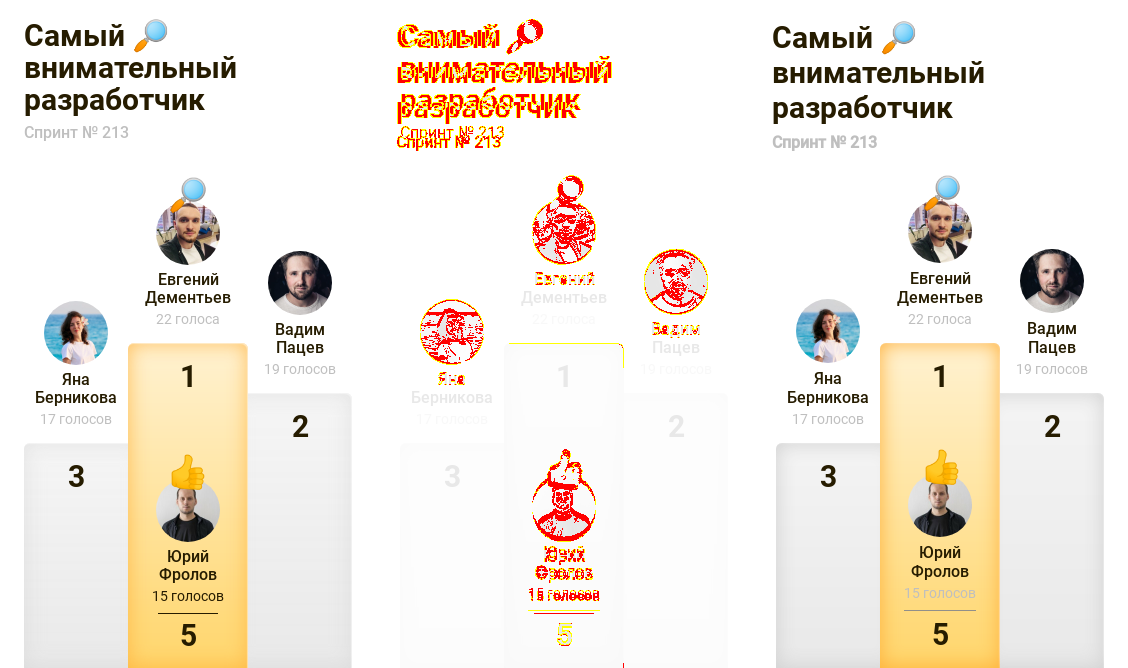 Самый 🔎
внимательный
разработчик
Спринт № 213
Евгений
Дементьев
22 голоса
Вадим
Пацев
19 голосов
Яна
Берникова
17 голосов
1
2
3
Юрий
Фролов
15 голосов
5
Самый
внимательный
разработчик
Спринт № 213
Евгений
Дементьев
22 голоса
Вадим
Пацев
19 голосов
Яна
Берникова
17 голосов
1
2
3
Юрий
Фролов
15 голосов
5
Самый 🔎
внимательный
разработчик
Спринт № 213
Евгений
Дементьев
22 голоса
Вадим
Пацев
19 голосов
Яна
Берникова
17 голосов
1
2
3
Юрий
Фролов
15 голосов
5